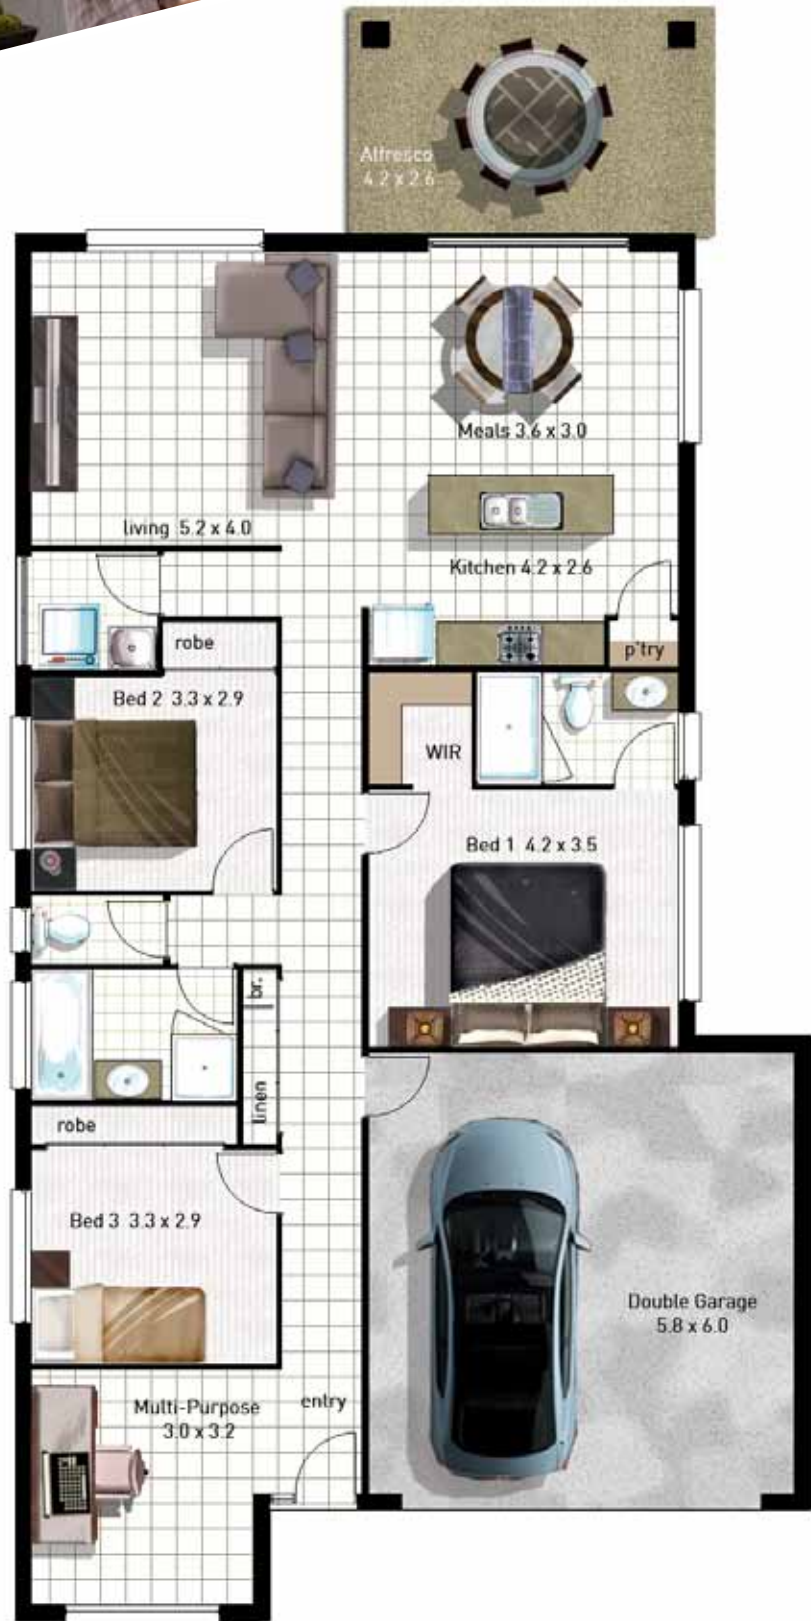 Alfresco
4.2 x 2.6
Meals 3.6 x 3.0
living 5.2 x 4.0
Kitchen 4.2 x 2.6
robe
p'try
Bed 2 3.3 x 2.9
WIR
Bed 1 4.2 x 3.5
br.
linen
robe
Bed 3 3.3 x 2.9
Double Garage
5.8 x 6.0
Multi-Purpose
3.0 x 3.2
entry